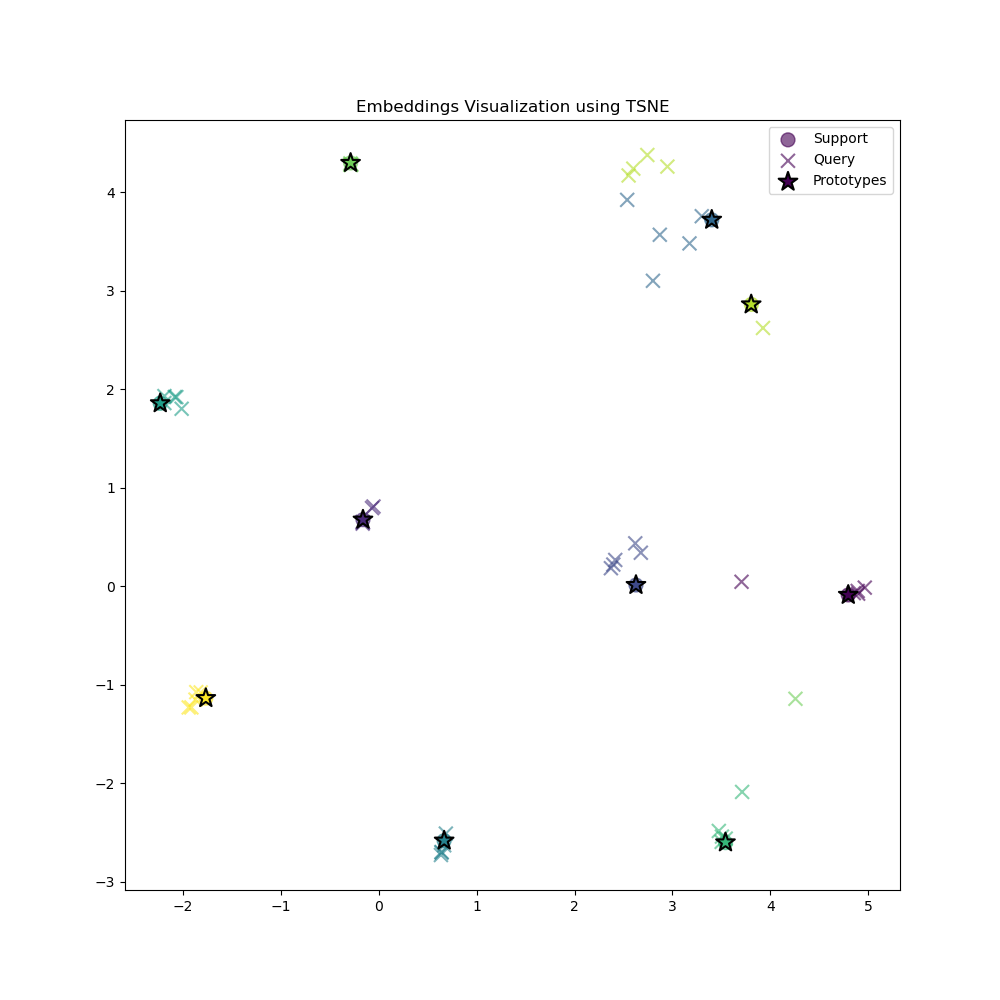 Embeddings Visualization using TSNE
Support
Query
Prototypes
4
3
2
1
0
−1
−2
−3
−2 −1 0 1 2 3 4 5